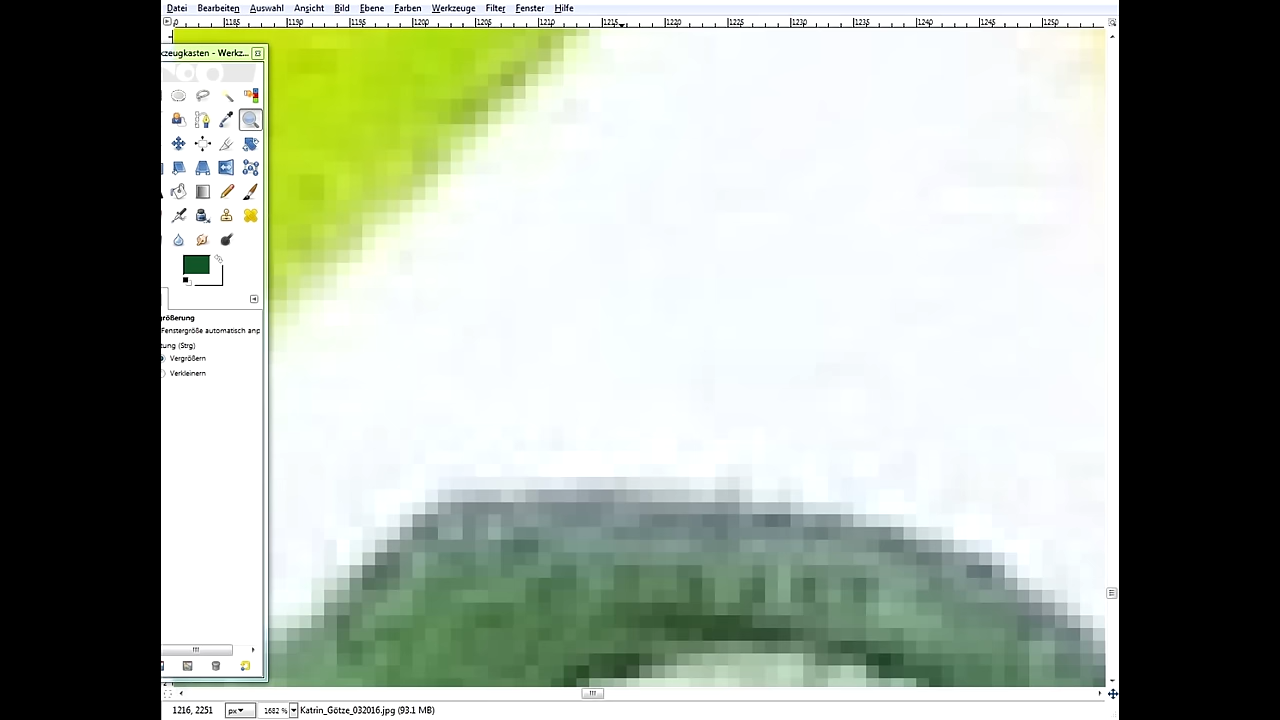 Datei Bearbeiten Auswahl Ansicht Bild Ebene Farben Werkzeuge Filter Fenster Hilfe
0 1185 1190 1195 1200 1205 1210 1215 1220 1225 1230 1235 1240 1245 1250
zeugkasten - Werkz...
größerung
Fenstergröße automatisch anp
tung (Strg)
Vergrößern
Verkleinern
1216, 2251 px 1682 % Katrin_Götze_032016.jpg (93.1 MB)